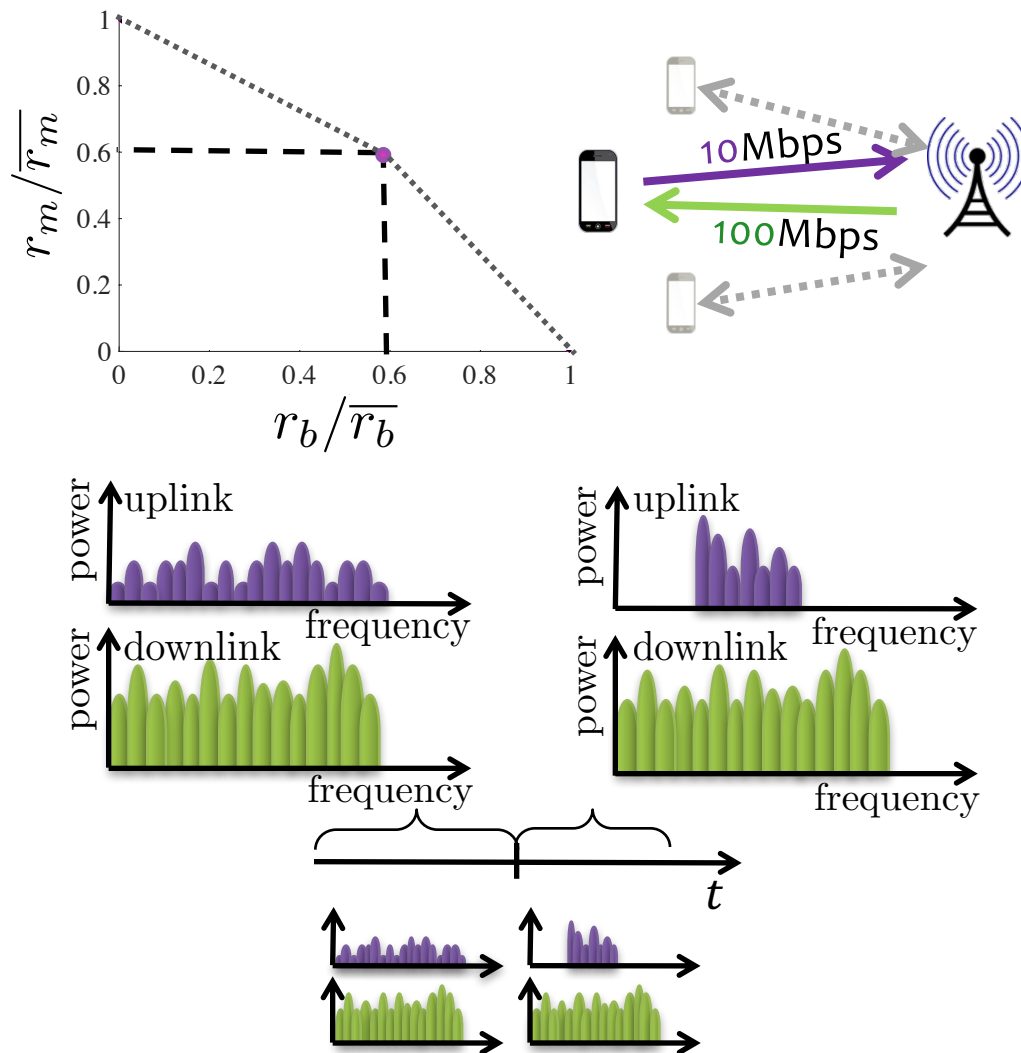 1
0.8
0.6
0.4
0.2
0
r_m/\overline{r_m}
0 0.2 0.4 0.6 0.8 1
r_b/\overline{r_b}
10Mbps
100Mbps
power
uplink
frequency
power
uplink
frequency
power
downlink
frequency
power
downlink
frequency
t